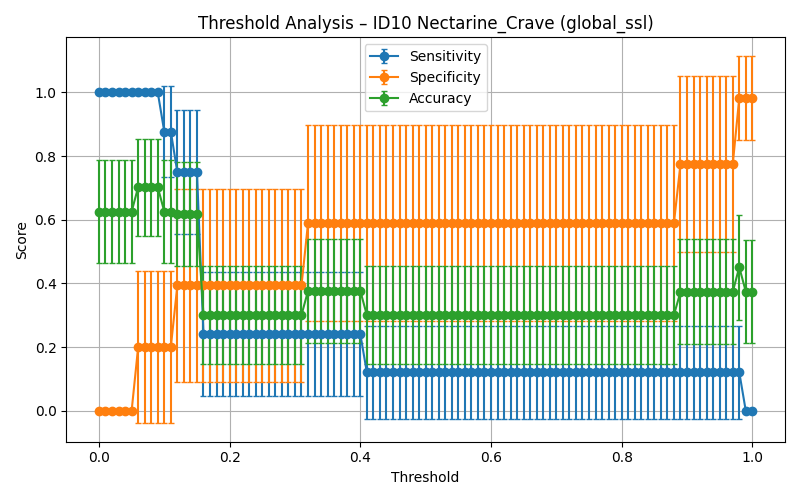 Threshold Analysis – ID10 Nectarine_Crave (global_ssl)
Sensitivity
Specificity
Accuracy
Score
1.0
0.8
0.6
0.4
0.2
0.0
0.0 0.2 0.4 0.6 0.8 1.0
Threshold